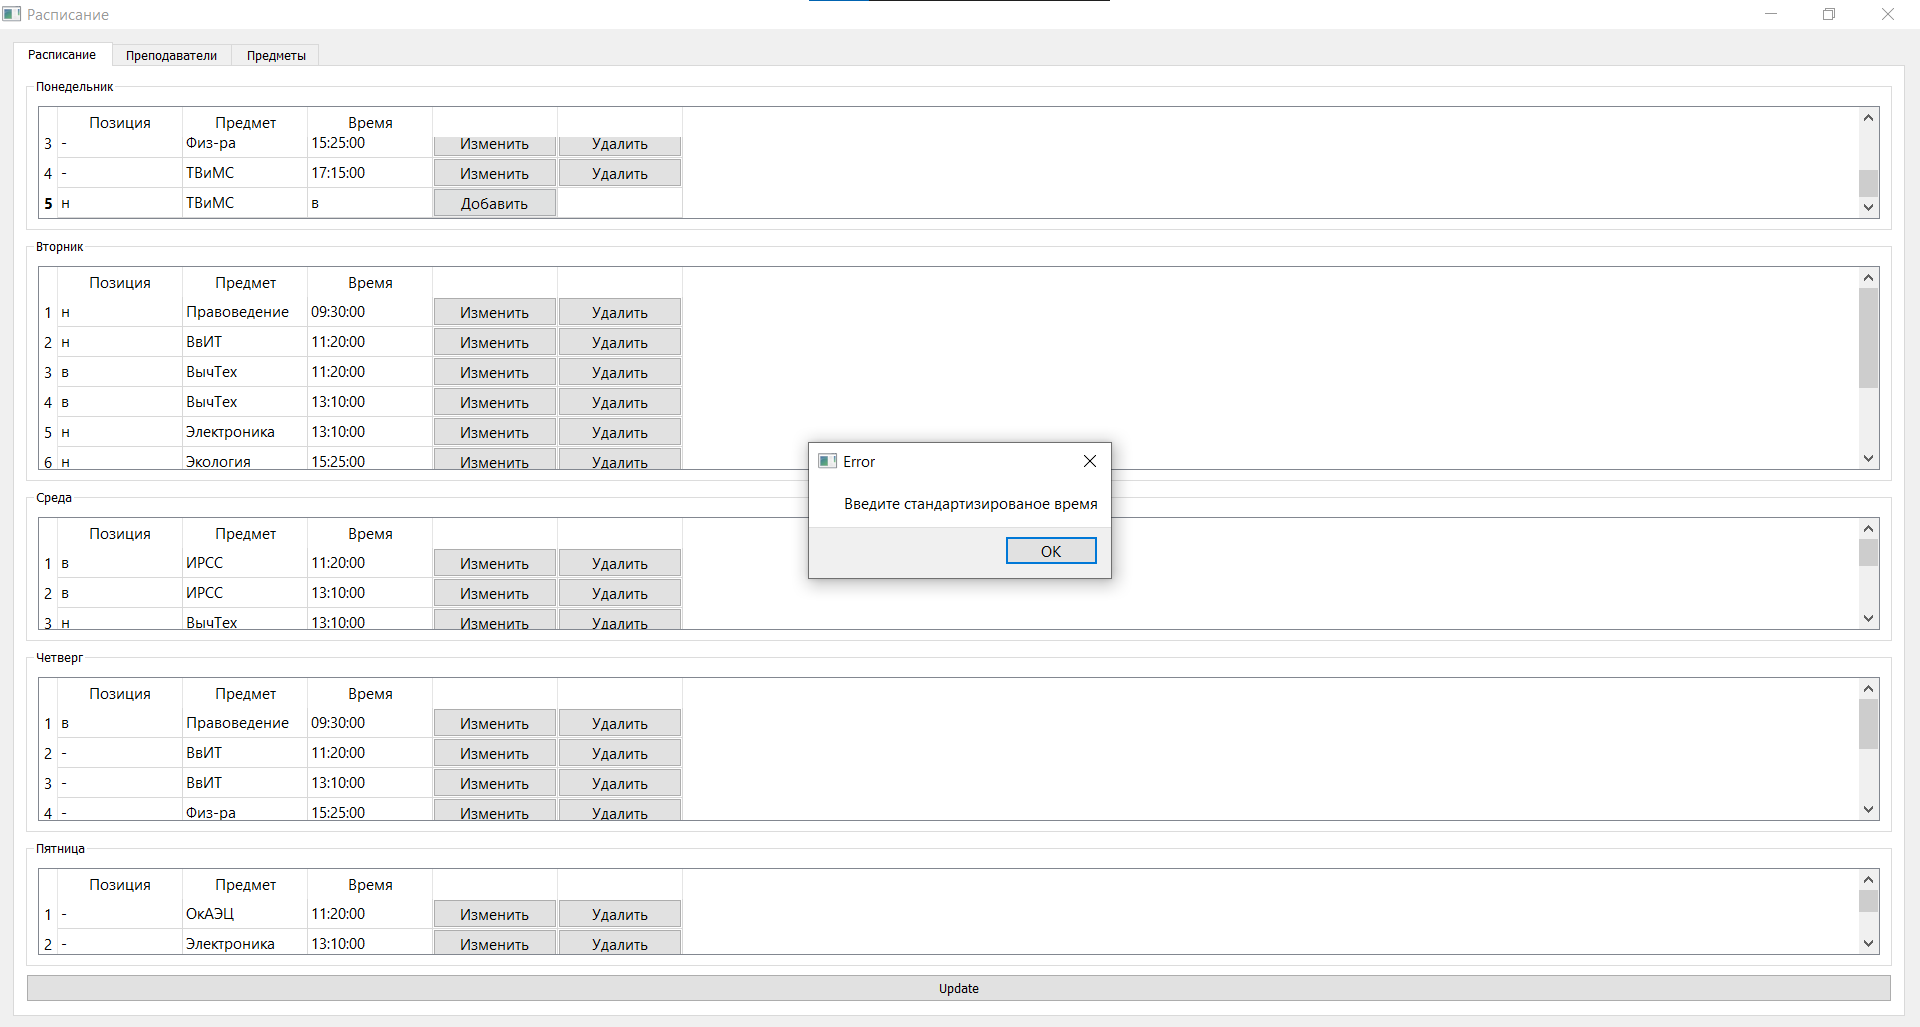 Расписание
Расписание Преподаватели Предметы
Понедельник
Позиция Предмет Время
3 - Физ-ра 15:25:00 Изменить Удалить
4 - ТВиМС 17:15:00 Изменить Удалить
5 н ТВиМС в Добавить
Вторник
Позиция Предмет Время
1 н Правоведение 09:30:00 Изменить Удалить
2 н ВвИТ 11:20:00 Изменить Удалить
3 в ВычТех 11:20:00 Изменить Удалить
4 в ВычТех 13:10:00 Изменить Удалить
5 н Электроника 13:10:00 Изменить Удалить
6 н Экология 15:25:00 Изменить Удалить
Error
Введите стандартизированое время
OK
Среда
Позиция Предмет Время
1 в ИРСС 11:20:00 Изменить Удалить
2 в ИРСС 13:10:00 Изменить Удалить
3 н ВычТех 13:10:00 Изменить Удалить
Четверг
Позиция Предмет Время
1 в Правоведение 09:30:00 Изменить Удалить
2 - ВвИТ 11:20:00 Изменить Удалить
3 - ВвИТ 13:10:00 Изменить Удалить
4 - Физ-ра 15:25:00 Изменить Удалить
Пятница
Позиция Предмет Время
1 - ОкАЭЦ 11:20:00 Изменить Удалить
2 - Электроника 13:10:00 Изменить Удалить
Update